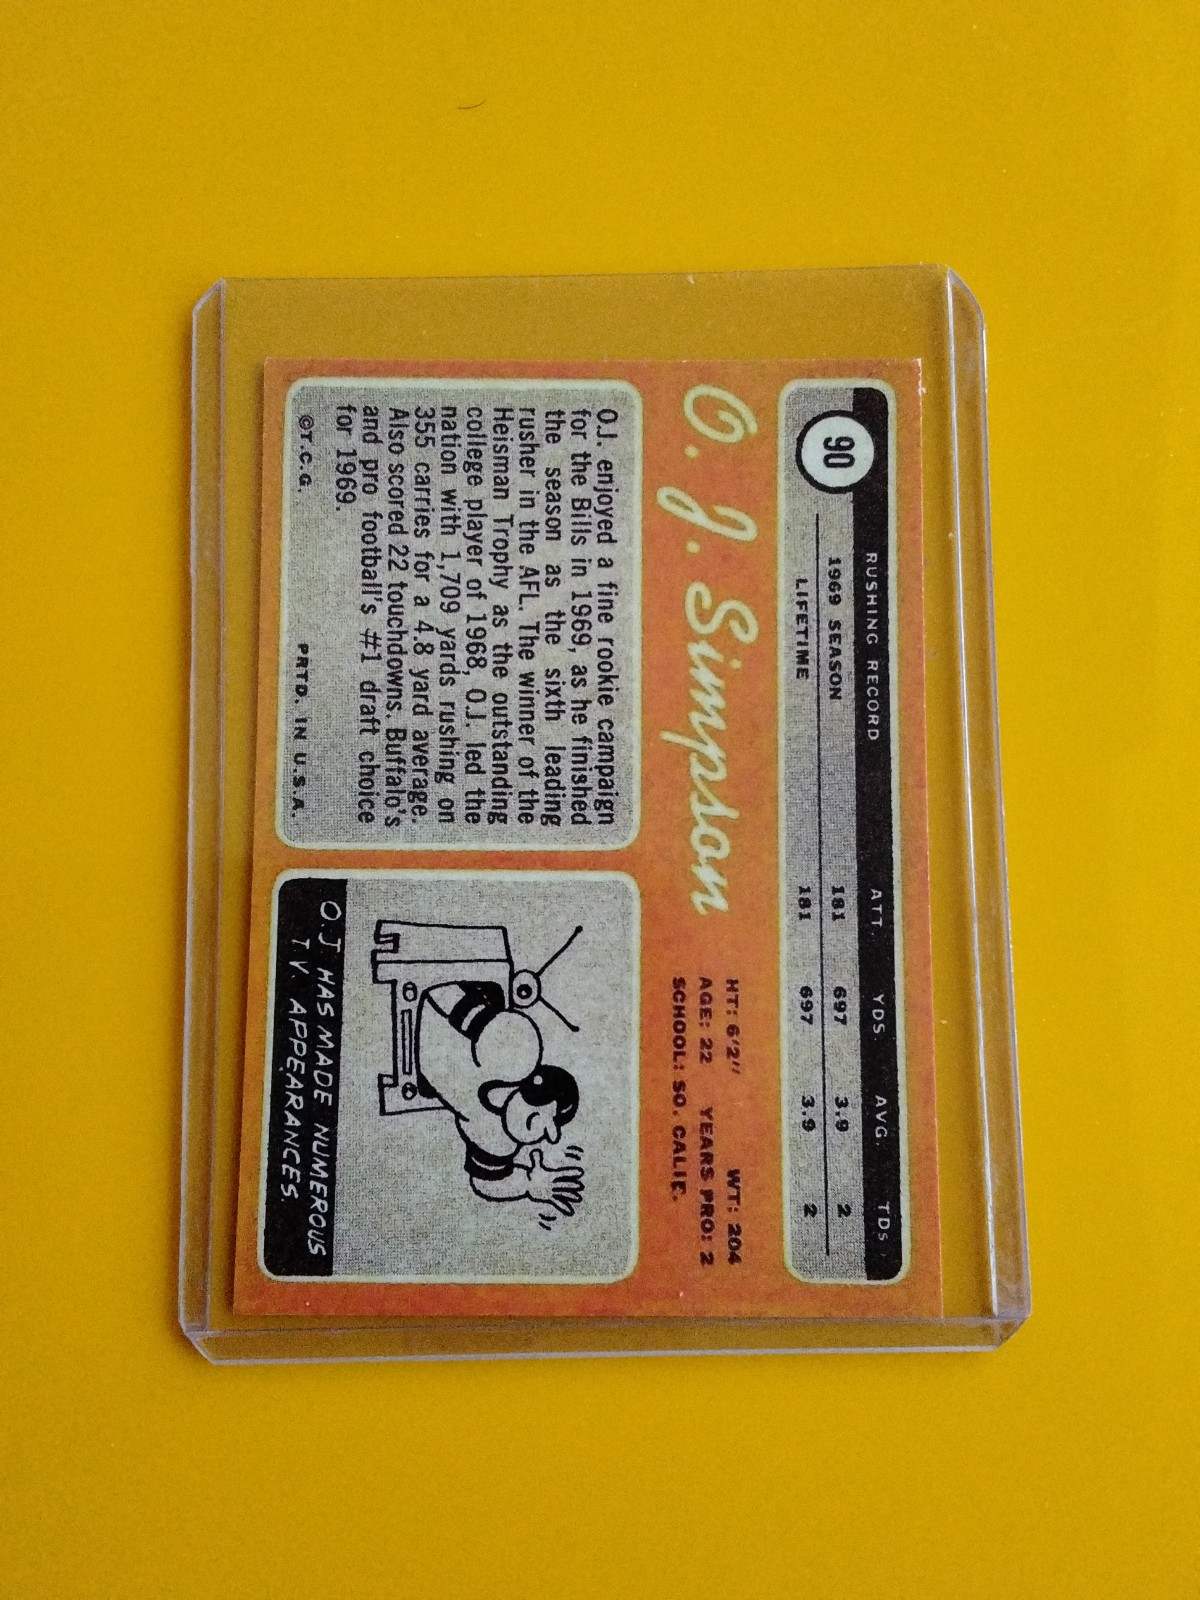 90
RUSHING RECORD ATT. YDS. AVG. TDS.
1969 SEASON 181 697 3.9 2
LIFETIME 181 697 3.9 2
O. J. Simpson
HT: 6'2" WT: 204
AGE: 22 YEARS PRO: 2
SCHOOL: SO. CALIF.
O.J. enjoyed a fine rookie campaign
for the Bills in 1969, as he finished
the season as the sixth leading
rusher in the AFL. The winner of the
Heisman Trophy as the outstanding
college player of 1968, O.J. led the
nation with 1,709 yards rushing on
355 carries for a 4.8 yard average.
Also scored 22 touchdowns. Buffalo's
and pro football's #1 draft choice
for 1969.
©T.C.G. PRTD. IN U.S.A.
O.J HAS MADE NUMEROUS
TV APPEARANCES.